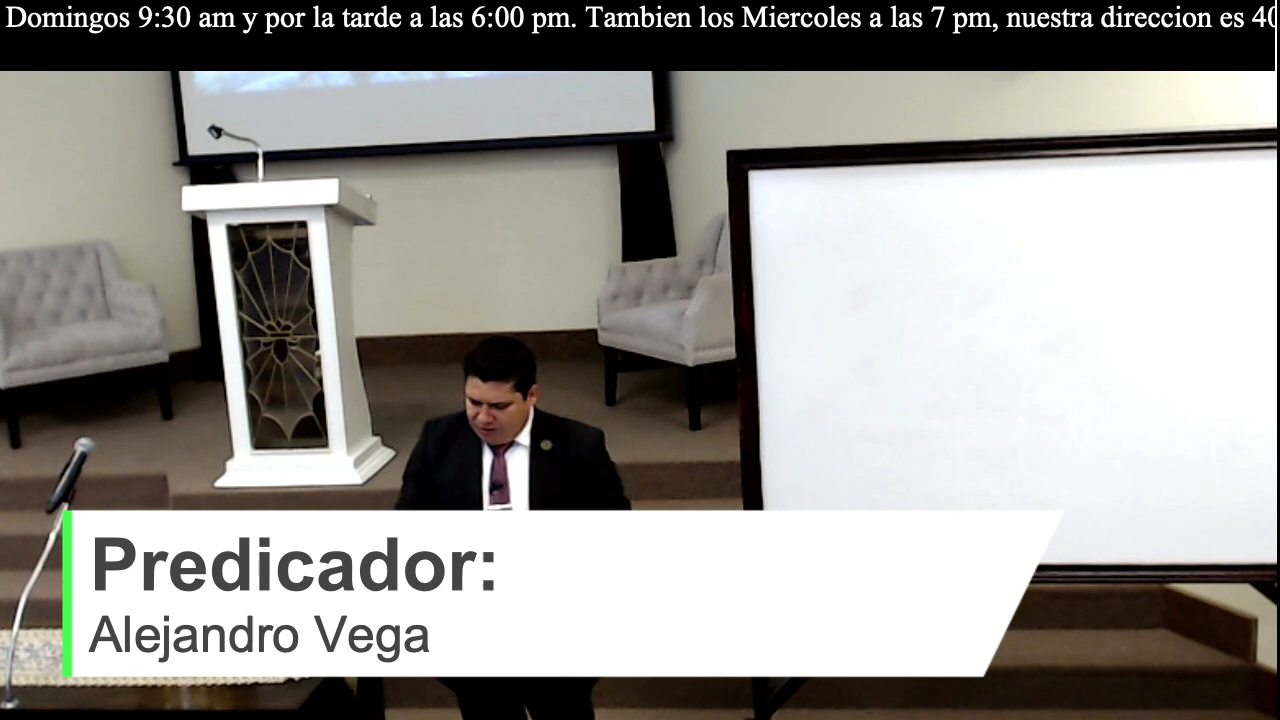 Domingos 9:30 am y por la tarde a las 6:00 pm. Tambien los Miercoles a las 7 pm, nuestra direccion es 40
Predicador:
Alejandro Vega